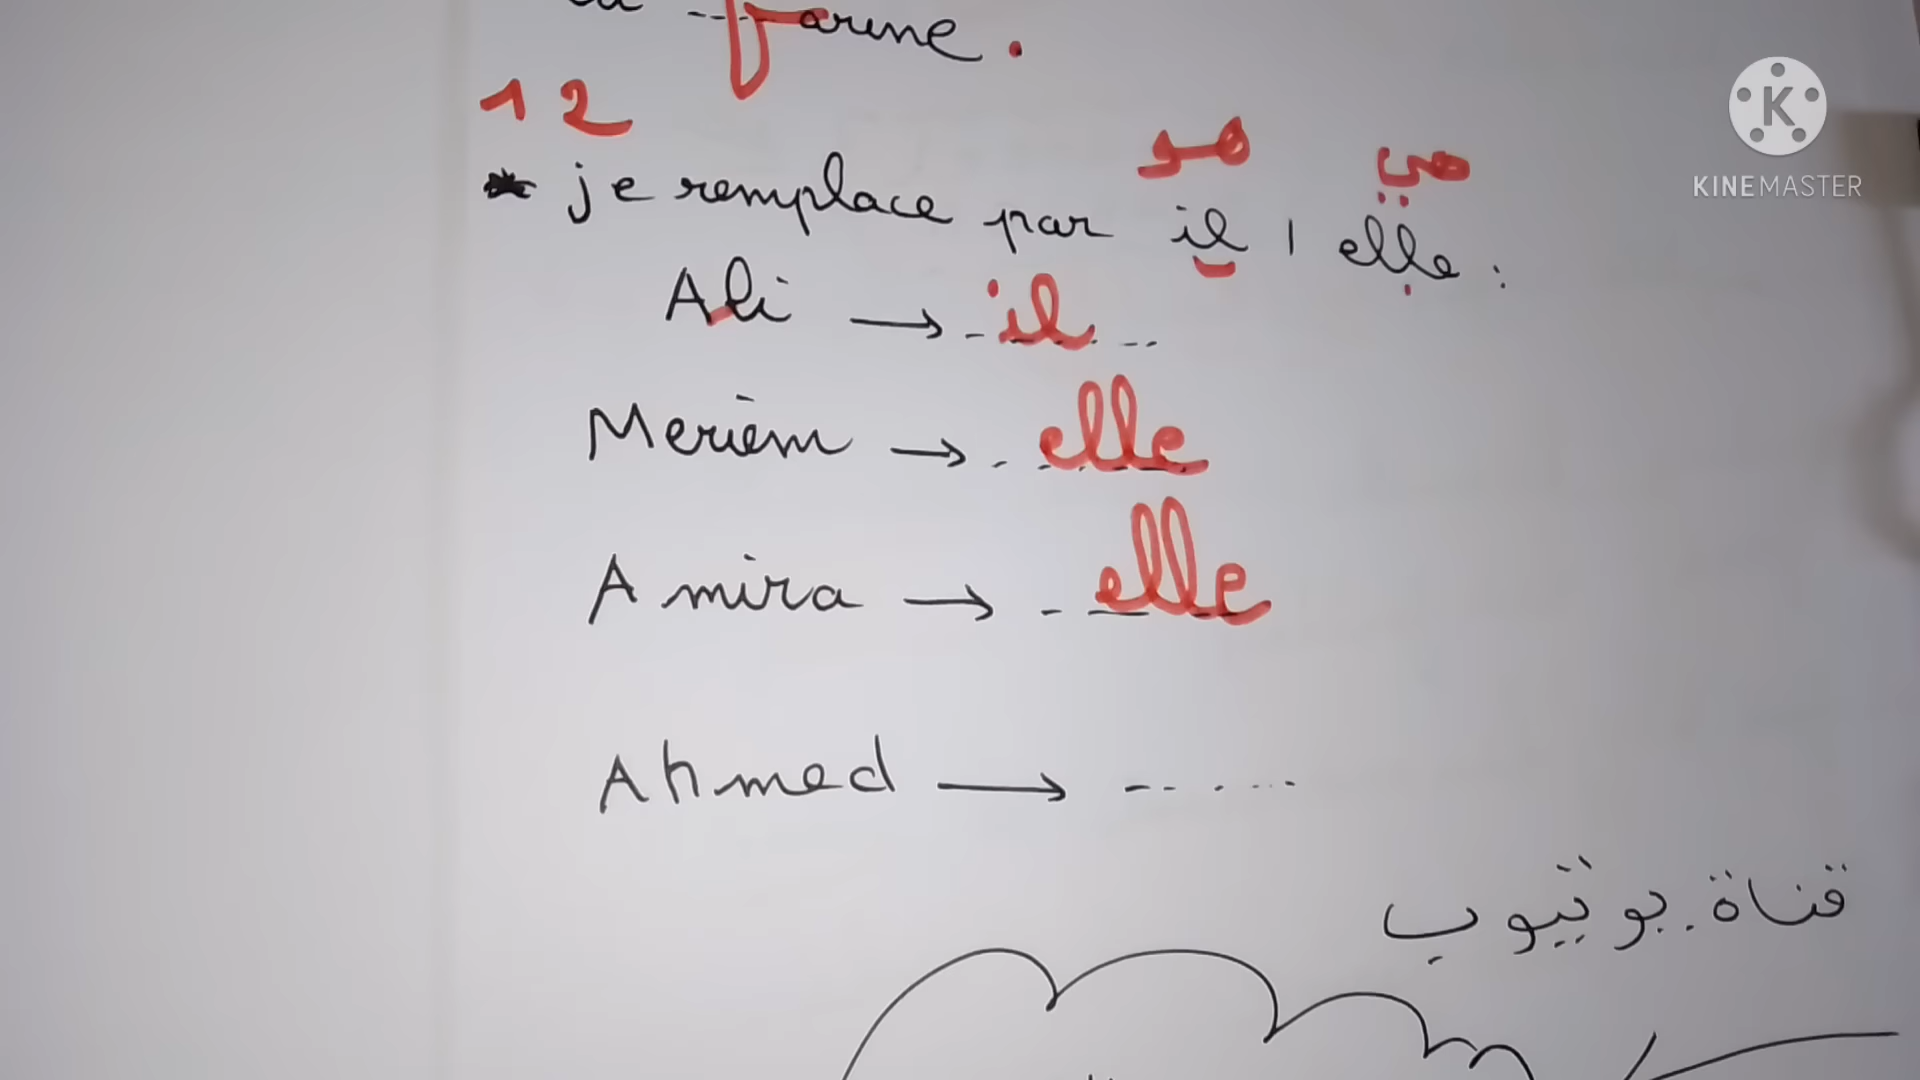 farine.
12
هو هي
* je remplace par il / elle :
Ali → il
Meriem → elle
Amira → elle
Ahmed → ......
قناة يوتيوب
KINEMASTER